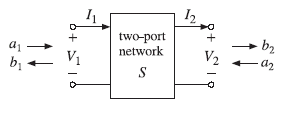 I₁ I₂
+ two-port +
a₁ V₁ network V₂ b₂
b₁ S a₂
− −